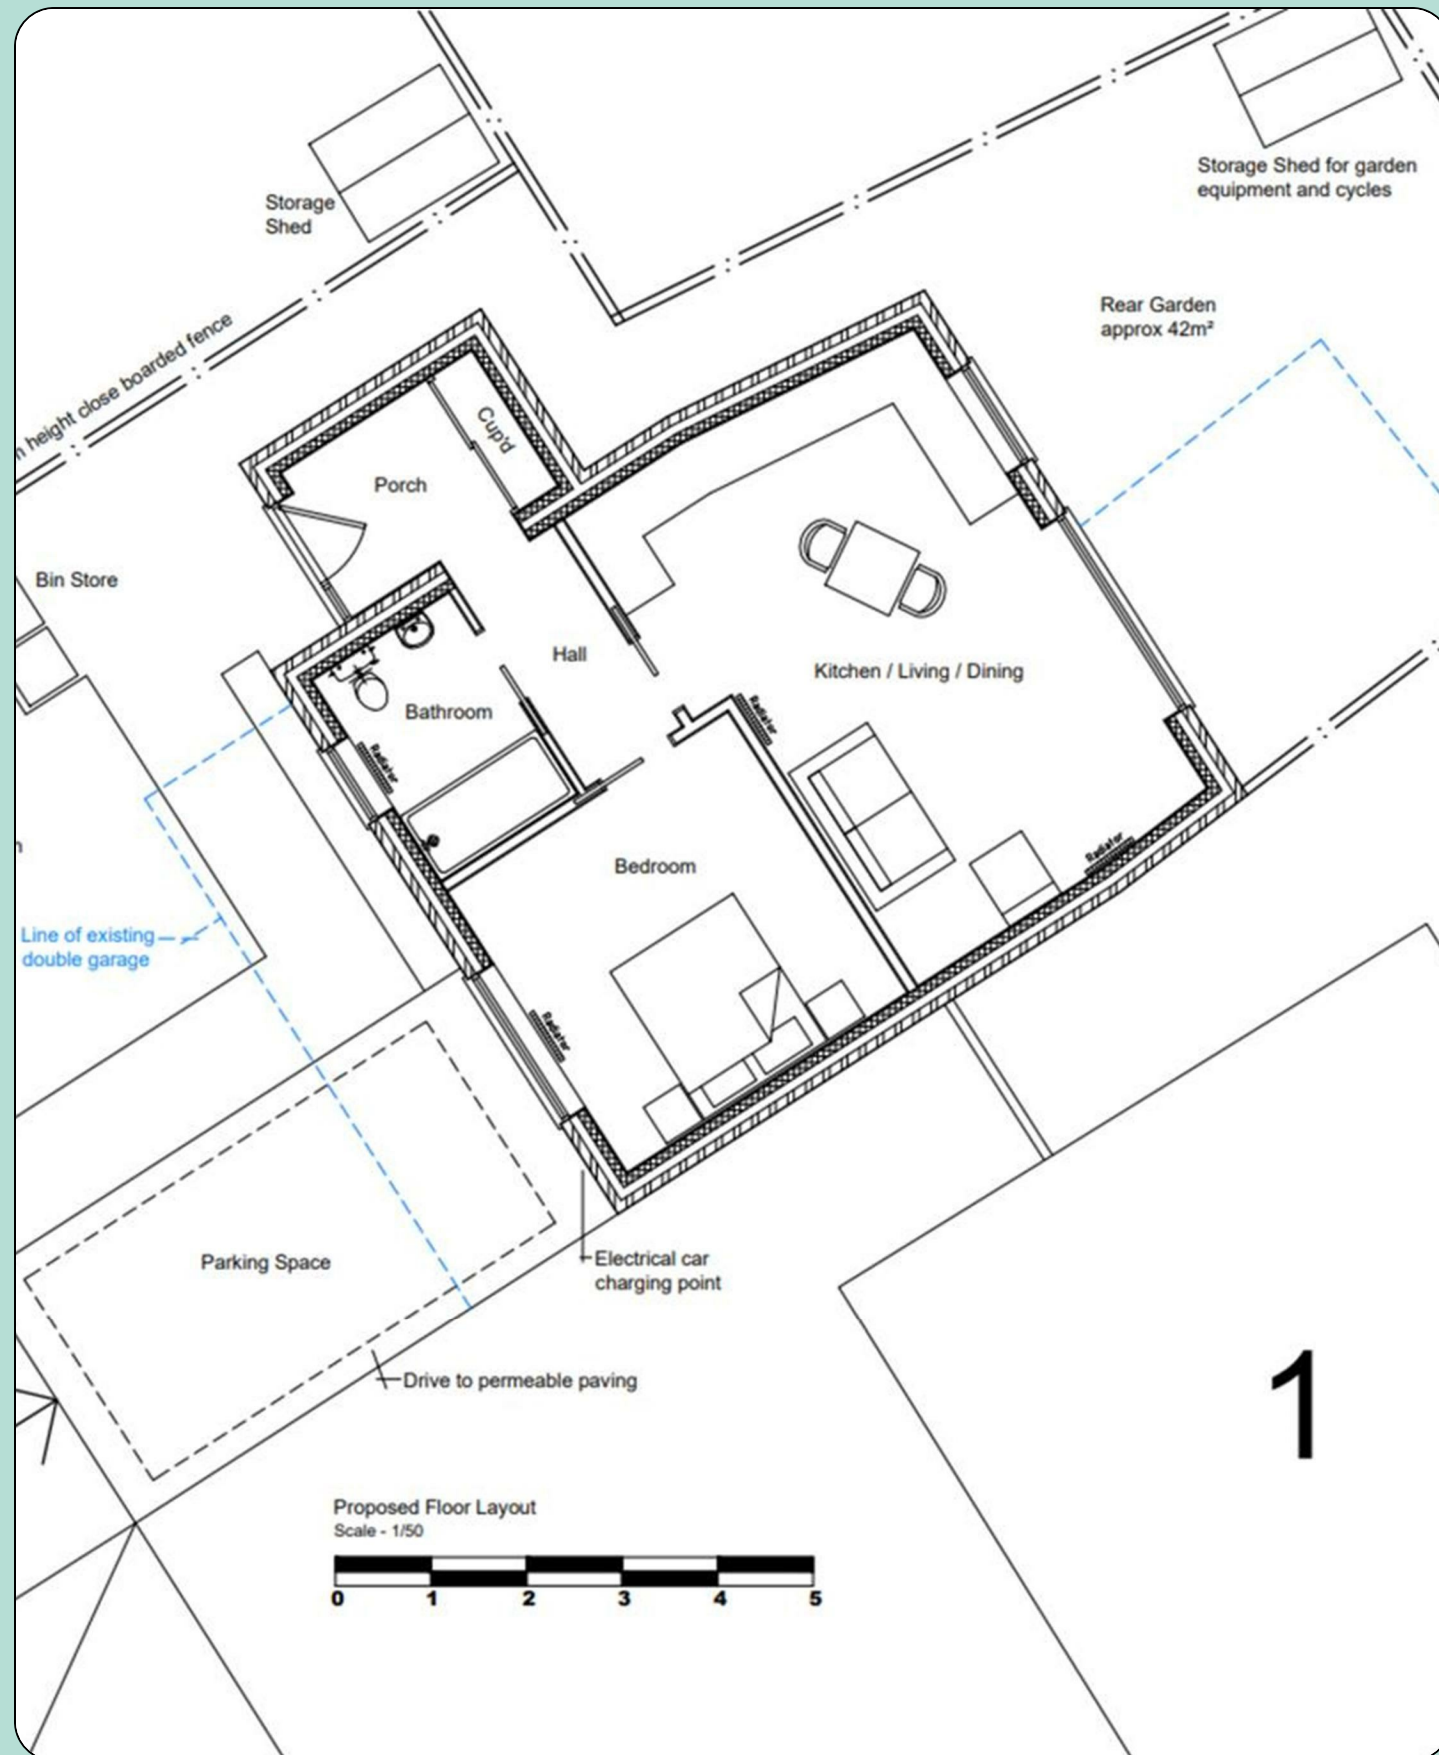 Storage Shed for garden
equipment and cycles
Storage
Shed
Rear Garden
approx 42m²
height close boarded fence
Cup'd
Porch
Bin Store
Hall
Kitchen / Living / Dining
Bathroom
Radiator
Radiator
Radiator
Bedroom
Line of existing
double garage
Radiator
Parking Space
Electrical car
charging point
Drive to permeable paving
1
Proposed Floor Layout
Scale - 1/50
0 1 2 3 4 5